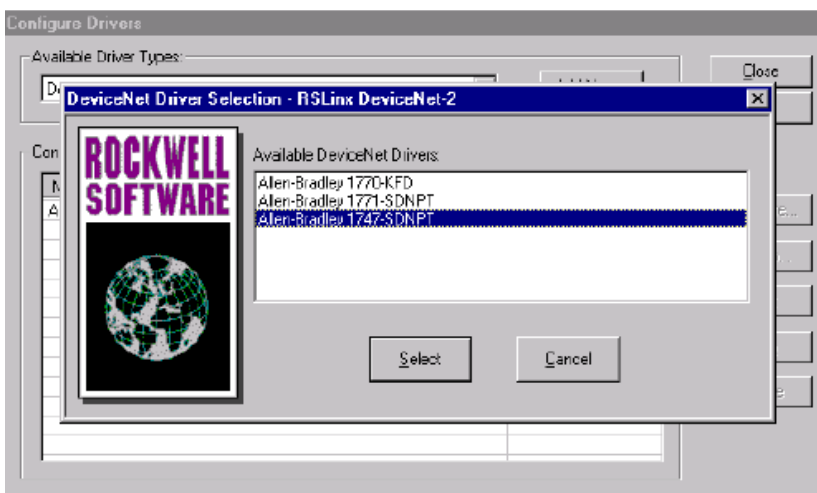 Configure Drivers
Available Driver Types:
Close
DeviceNet Driver Selection - RSLinx DeviceNet-2
ROCKWELL
SOFTWARE
Available DeviceNet Drivers:
Allen-Bradley 1770-KFD
Allen-Bradley 1771-SDNPT
Allen-Bradley 1747-SDNPT
Select
Cancel